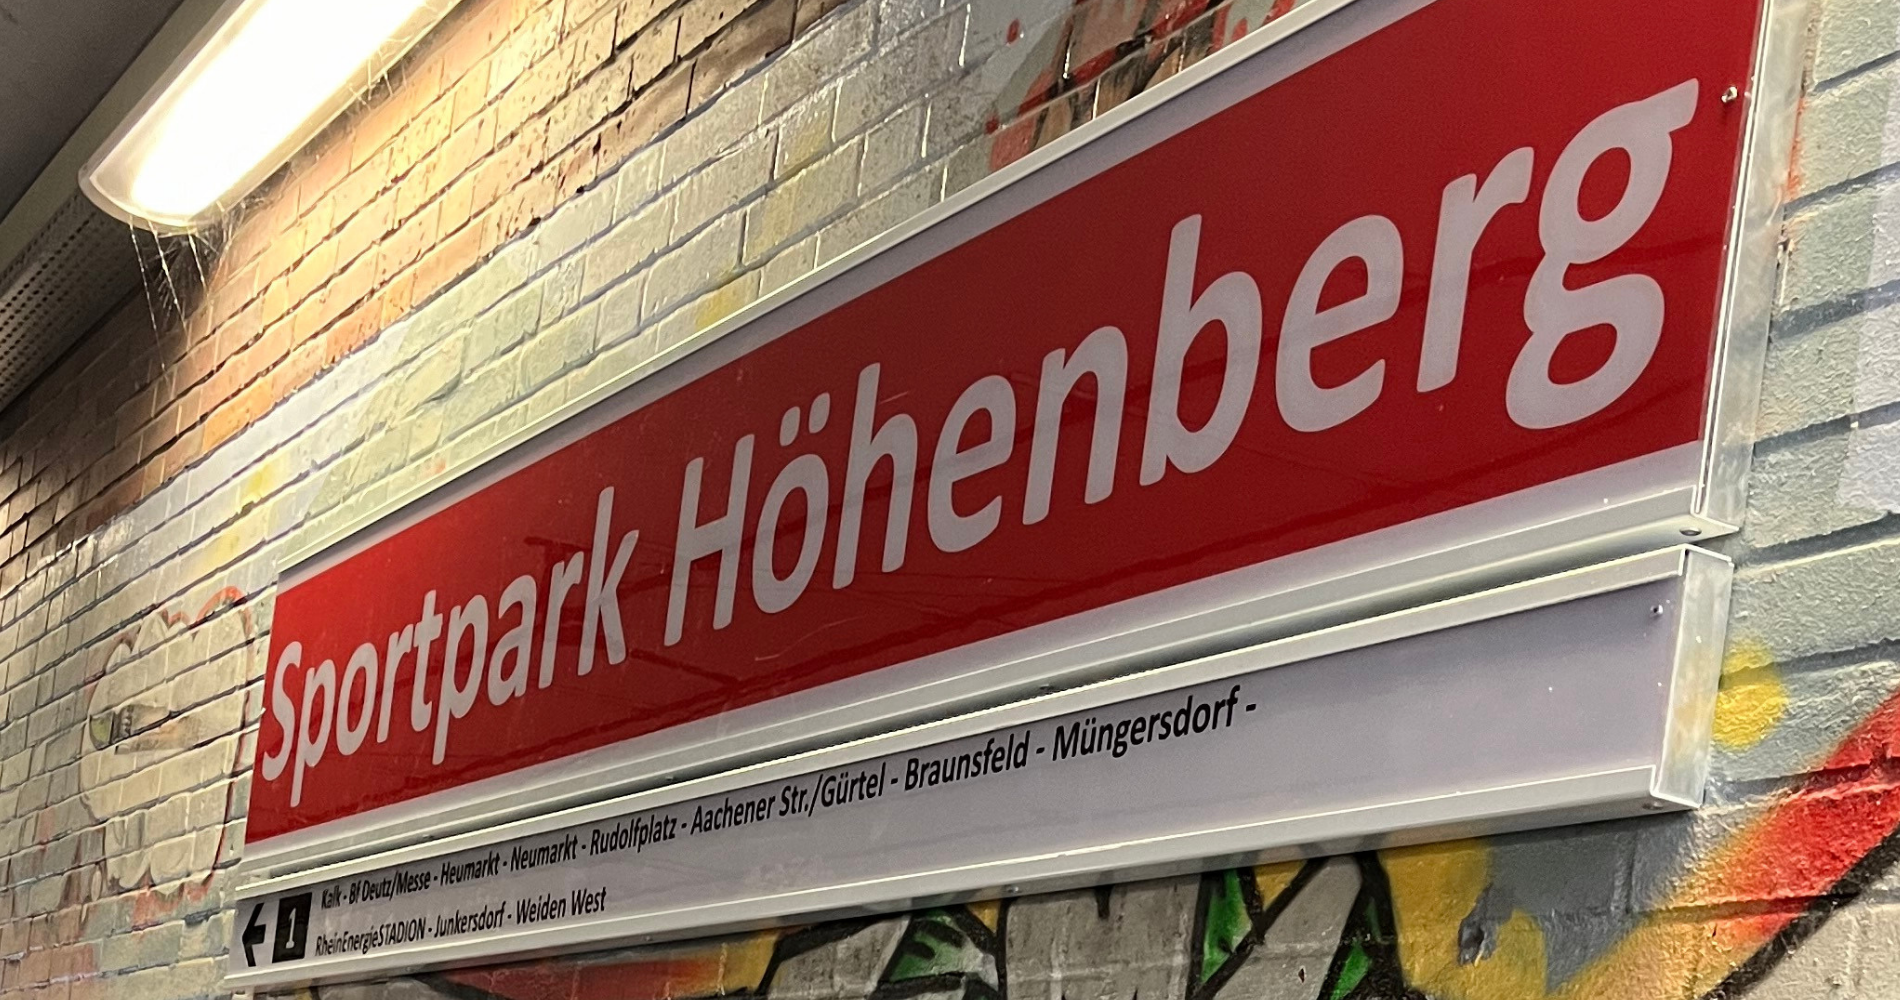 Sportpark Höhenberg
← 1 Kalk - Bf Deutz/Messe - Heumarkt - Neumarkt - Rudolfplatz - Aachener Str./Gürtel - Braunsfeld - Müngersdorf -
RheinEnergieSTADION - Junkersdorf - Weiden West